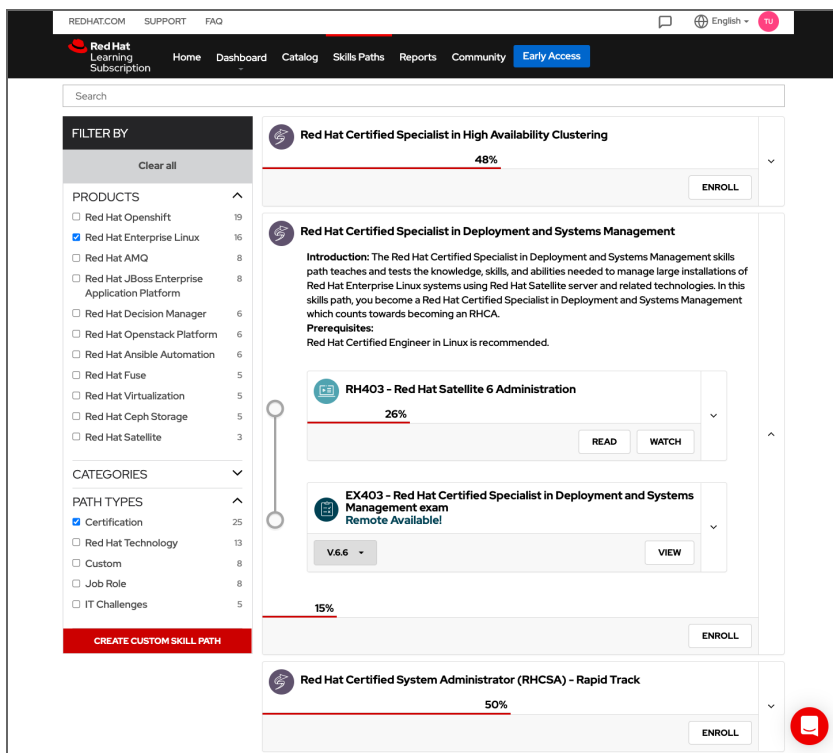 REDHAT.COM SUPPORT FAQ
English
TU
Red Hat
Learning
Subscription
Home Dashboard Catalog Skills Paths Reports Community Early Access
Search
FILTER BY
Clear all
PRODUCTS
Red Hat Openshift 19
Red Hat Enterprise Linux 16
Red Hat AMQ 8
Red Hat JBoss Enterprise 8
Application Platform
Red Hat Decision Manager 6
Red Hat Openstack Platform 6
Red Hat Ansible Automation 6
Red Hat Fuse 5
Red Hat Virtualization 5
Red Hat Ceph Storage 5
Red Hat Satellite 3
CATEGORIES
PATH TYPES
Certification 25
Red Hat Technology 13
Custom 8
Job Role 8
IT Challenges 5
CREATE CUSTOM SKILL PATH
Red Hat Certified Specialist in High Availability Clustering
48%
ENROLL
Red Hat Certified Specialist in Deployment and Systems Management
Introduction: The Red Hat Certified Specialist in Deployment and Systems Management skills
path teaches and tests the knowledge, skills, and abilities needed to manage large installations of
Red Hat Enterprise Linux systems using Red Hat Satellite server and related technologies. In this
skills path, you become a Red Hat Certified Specialist in Deployment and Systems Management
which counts towards becoming an RHCA.
Prerequisites:
Red Hat Certified Engineer in Linux is recommended.
RH403 - Red Hat Satellite 6 Administration
26%
READ WATCH
EX403 - Red Hat Certified Specialist in Deployment and Systems
Management exam
Remote Available!
V.6.6 VIEW
15%
ENROLL
Red Hat Certified System Administrator (RHCSA) - Rapid Track
50%
ENROLL